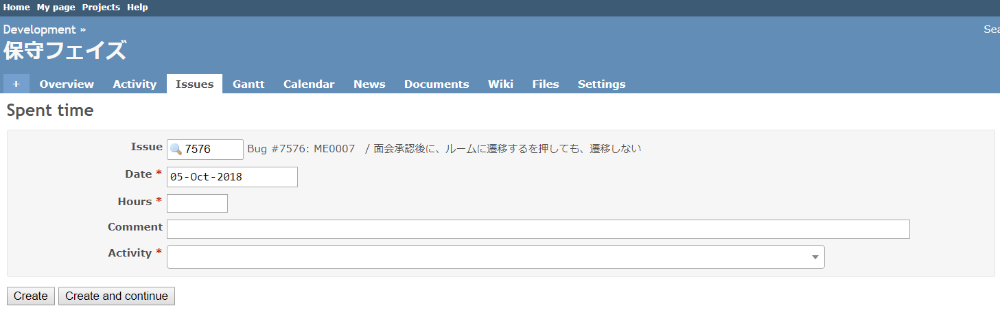 Home My page Projects Help
Development »
保守フェイズ
+ Overview Activity Issues Gantt Calendar News Documents Wiki Files Settings
Spent time
Issue 7576 Bug #7576: ME0007 / 面会承認後に、ルームに遷移するを押しても、遷移しない
Date * 05-Oct-2018
Hours *
Comment
Activity *
Create Create and continue